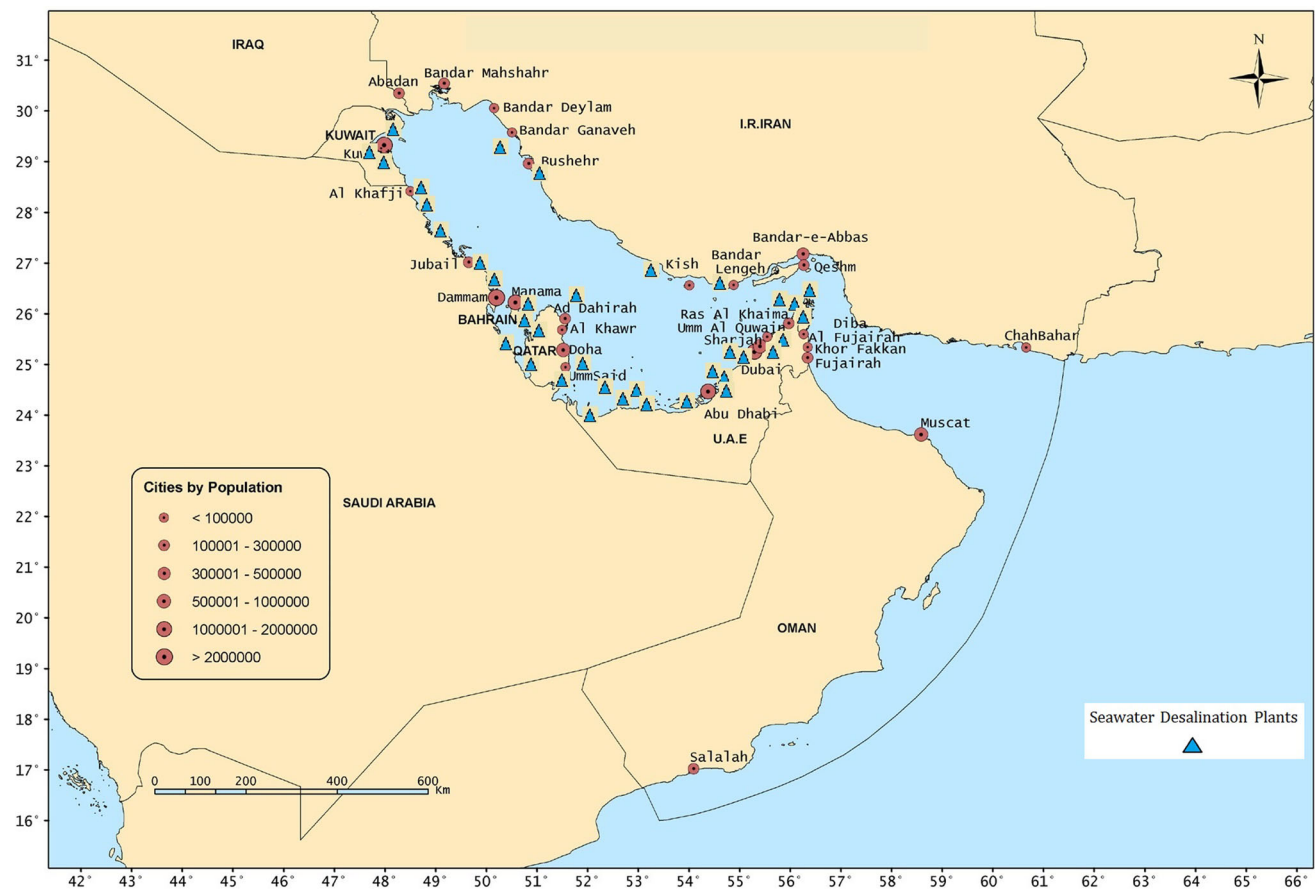 N
IRAQ
Bandar Mahshahr
Abadan
Bandar Deylam
I.R.IRAN
Bandar Ganaveh
KUWAIT
Bushehr
Al Khafji
Bandar-e-Abbas
Bandar
Lengeh
Kish
Qeshm
Jubail
Manama
Dammam
Ad Dahirah
Ras Al Khaima
BAHRAIN
Diba
Al Khawr
Umm Al Quwain
Al Fujairah
ChahBahar
Sharjah
Khor Fakkan
QATAR
Doha
Fujairah
Dubai
UmmSaid
Abu Dhabi
Muscat
U.A.E
SAUDI ARABIA
OMAN
Salalah
Cities by Population
< 100000
100001 - 300000
300001 - 500000
500001 - 1000000
1000001 - 2000000
> 2000000
Seawater Desalination Plants
0 100 200 400 600
Km
31°
30°
29°
28°
27°
26°
25°
24°
23°
22°
21°
20°
19°
18°
17°
16°
42° 43° 44° 45° 46° 47° 48° 49° 50° 51° 52° 53° 54° 55° 56° 57° 58° 59° 60° 61° 62° 63° 64° 65° 66°